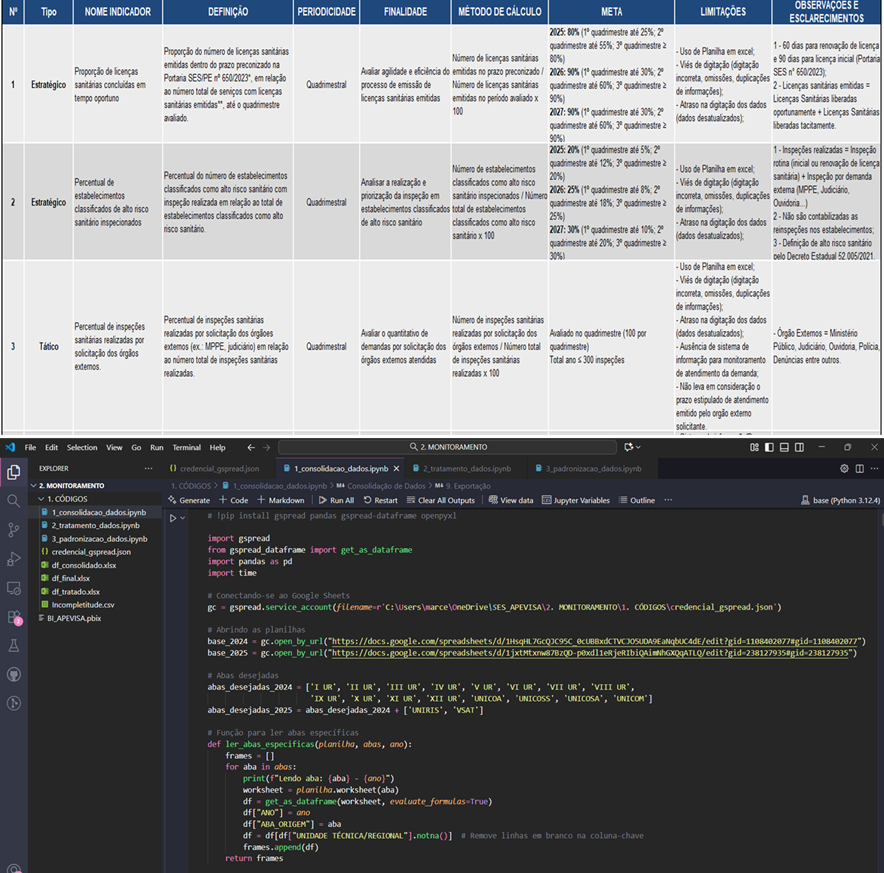 Nº Tipo NOME INDICADOR DEFINIÇÃO PERIODICIDADE FINALIDADE MÉTODO DE CÁLCULO META LIMITAÇÕES OBSERVAÇÕES E ESCLARECIMENTOS
1
Estratégico
Proporção de licenças
sanitárias concluídas em
tempo oportuno
Proporção do número de licenças sanitárias
emitidas dentro do prazo preconizado na
Portaria SES/PE nº 650/2023*, em relação
ao número total de serviços com licenças
sanitárias emitidas**, até o quadrimestre
avaliado.
Quadrimestral
Avaliar agilidade e eficiência do
processo de emissão de
licenças sanitárias
Número de licenças sanitárias
emitidas no prazo preconizado /
Número de licenças sanitárias
emitidas no período avaliado x
100
2025: 80% (1º quadrimestre até 25%; 2º
quadrimestre até 55%; 3º quadrimestre ≥
80%)
2026: 90% (1º quadrimestre até 30%; 2º
quadrimestre até 60%; 3º quadrimestre ≥
90%)
2027: 90% (1º quadrimestre até 30%; 2º
quadrimestre até 60%; 3º quadrimestre ≥
90%)
- Uso de Planilha em excel;
- Viés de digitação (digitação
incorreta, omissões, duplicações
de informações);
- Atraso na digitação dos dados
(dados desatualizados);
1 - 60 dias para renovação de licença
e 90 dias para licença inicial (Portaria
SES n° 650/2023);
2 - Licenças sanitárias emitidas =
Licenças Sanitárias liberadas
oportunamente + Licenças Sanitárias
liberadas tacitamente.
2
Estratégico
Percentual de
estabelecimentos
classificados de alto risco
sanitário inspecionados
Percentual do número de estabelecimentos
classificados como alto risco sanitário com
inspeção realizada em relação ao total de
estabelecimentos classificados como alto
risco sanitário.
Quadrimestral
Analisar a realização e
priorização da inspeção em
estabelecimentos classificados
de alto risco sanitário
Número de estabelecimentos
classificados como alto risco
sanitário inspecionados / Número
total de estabelecimentos
classificados como alto risco
sanitário x 100
2025: 20% (1º quadrimestre até 5%; 2º
quadrimestre até 12%; 3º quadrimestre ≥
20%)
2026: 25% (1º quadrimestre até 8%; 2º
quadrimestre até 18%; 3º quadrimestre ≥
25%)
2027: 30% (1º quadrimestre até 10%; 2º
quadrimestre até 20%; 3º quadrimestre ≥
30%)
- Uso de Planilha em excel;
- Viés de digitação (digitação
incorreta, omissões, duplicações
de informações);
- Atraso na digitação dos dados
(dados desatualizados);
1 - Inspeções realizadas = Inspeção
rotina (inicial ou renovação de licença
sanitária) + Inspeção por demanda
externa (MPPE, Judiciário,
Ouvidoria...)
2 - Não são contabilizadas as
reinspeções nos estabelecimentos;
3 - Definição de alto risco sanitário
pelo Decreto Estadual 52.005/2021.
3
Tático
Percentual de inspeções
sanitárias realizadas por
solicitação dos órgãos
externos.
Percentual de inspeções sanitárias
realizadas por solicitação dos órgãos
externos (ex.: MPPE, judiciário) em relação
ao número total de inspeções sanitárias
realizadas.
Quadrimestral
Avaliar o quantitativo de
demandas por solicitação dos
órgãos externos atendidas
Número de inspeções sanitárias
realizadas por solicitação dos
órgãos externos / Número total
de inspeções sanitárias
realizadas x 100
Avaliado no quadrimestre (100 por
quadrimestre)
Total ano ≤ 300 inspeções
- Uso de Planilha em excel;
- Viés de digitação (digitação
incorreta, omissões, duplicações
de informações);
- Atraso na digitação dos dados
(dados desatualizados);
- Ausência de sistema de
informação para monitoramento
de atendimento da demanda;
- Não leva em consideração o
prazo estipulado de atendimento
emitido pelo orgão externo
solicitante.
- Órgão Externos = Ministério
Público, Judiciário, Ouvidoria, Polícia,
Denúncias entre outros.
File Edit Selection View Go Run Terminal Help 2. MONITORAMENTO
EXPLORER
2. MONITORAMENTO
1. CÓDIGOS
1_consolidacao_dados.ipynb
2_tratamento_dados.ipynb
3_padronizacao_dados.ipynb
credencial_gspread.json
df_consolidado.xlsx
df_final.xlsx
df_tratado.xlsx
Incompletitude.csv
BI_APEVISA.pbix
3
credencial_gspread.json 1_consolidacao_dados.ipynb 2_tratamento_dados.ipynb 3_padronizacao_dados.ipynb
1. CÓDIGOS > 1_consolidacao_dados.ipynb > Consolidação de Dados > 9. Exportação
Generate + Code + Markdown Run All Restart Clear All Outputs View data Jupyter Variables Outline ... base (Python 3.12.4)
# !pip install gspread pandas gspread-dataframe openpyxl
import gspread
from gspread_dataframe import get_as_dataframe
import pandas as pd
import time
# Conectando-se ao Google Sheets
gc = gspread.service_account(filename=r'C:\Users\marce\OneDrive\SES_APEVISA\2. MONITORAMENTO\1. CÓDIGOS\credencial_gspread.json')
# Abrindo as planilhas
base_2024 = gc.open_by_url("https://docs.google.com/spreadsheets/d/1HsqHL7GcQJC95C_0cUBBxdCTVCJO5UDA9EaNqbUC4dE/edit?gid=1108402077#gid=1108402077")
base_2025 = gc.open_by_url("https://docs.google.com/spreadsheets/d/1jxtMtxnw87BzQD-p0xdl1eRjeRIbiQAimNhGXQqATLQ/edit?gid=238127935#gid=238127935")
# Abas desejadas
abas_desejadas_2024 = ['I UR', 'II UR', 'III UR', 'IV UR', 'V UR', 'VI UR', 'VII UR', 'VIII UR',
'IX UR', 'X UR', 'XI UR', 'XII UR', 'UNICOA', 'UNICOSS', 'UNICOSA', 'UNICOM']
abas_desejadas_2025 = abas_desejadas_2024 + ['UNIRIS', 'VSAT']
# Função para ler abas específicas
def ler_abas_especificas(planilha, abas, ano):
frames = []
for aba in abas:
print(f"Lendo aba: {aba} - {ano}")
worksheet = planilha.worksheet(aba)
df = get_as_dataframe(worksheet, evaluate_formulas=True)
df["ANO"] = ano
df["ABA_ORIGEM"] = aba
df = df[df["UNIDADE TÉCNICA/REGIONAL"].notna()] # Remove linhas em branco na coluna-chave
frames.append(df)
return frames